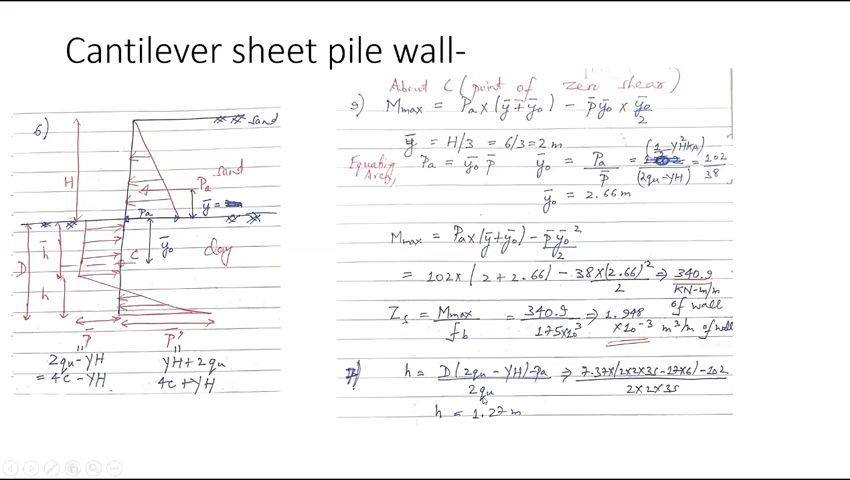 Cantilever sheet pile wall-
6)
sand
H
sand
Pa
A
ȳ =
Pa
h̄
ȳo
clay
D
C
h
P̄
P̄'
"
"
2qu - γH
= 4c - γH
γH + 2qu
4c + γH
About C (point of zero shear)
9) Mmax = Pa x (ȳ + ȳo) - P̄ȳo x ȳo/2
ȳ = H/3 = 6/3 = 2 m
Equating Area,
Pa = ȳo P̄ ȳo = Pa/P̄ = (1/2 γH²KA)/(2qu - γH) = 102/38
ȳo = 2.66 m
Mmax = Pa x (ȳ + ȳo) - P̄ȳo²/2
= 102 x (2 + 2.66) - 38 x (2.66)²/2 ⇒ 340.9 KN-m/m of wall
Zs = Mmax/fb = 340.9/175x10³ ⇒ 1.948 x10⁻³ m³/m of wall
h = D(2qu - γH) - Pa/2qu ⇒ 7.37x(2x2x35 - 17x6) - 102/2x2x35
h = 1.27 m